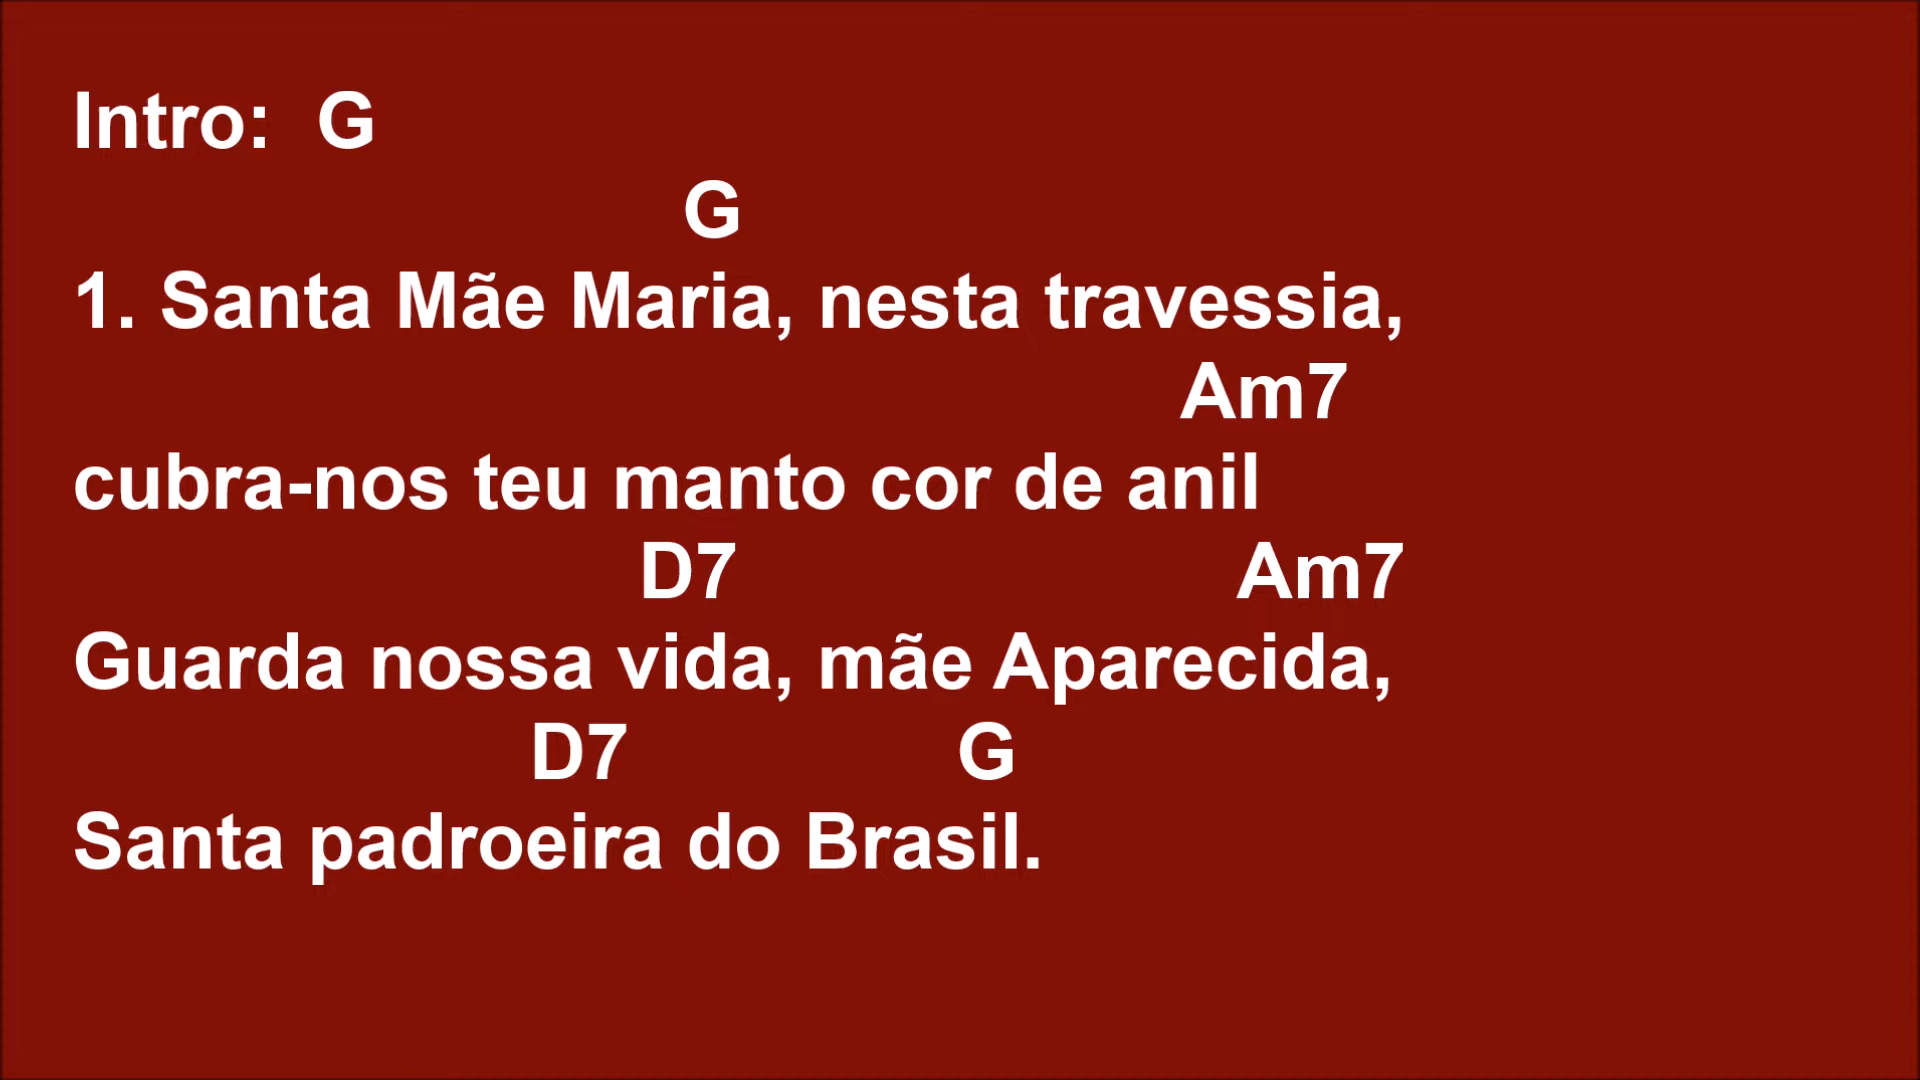 Intro:  G
G
1. Santa Mãe Maria, nesta travessia,
Am7
cubra-nos teu manto cor de anil
D7 Am7
Guarda nossa vida, mãe Aparecida,
D7 G
Santa padroeira do Brasil.